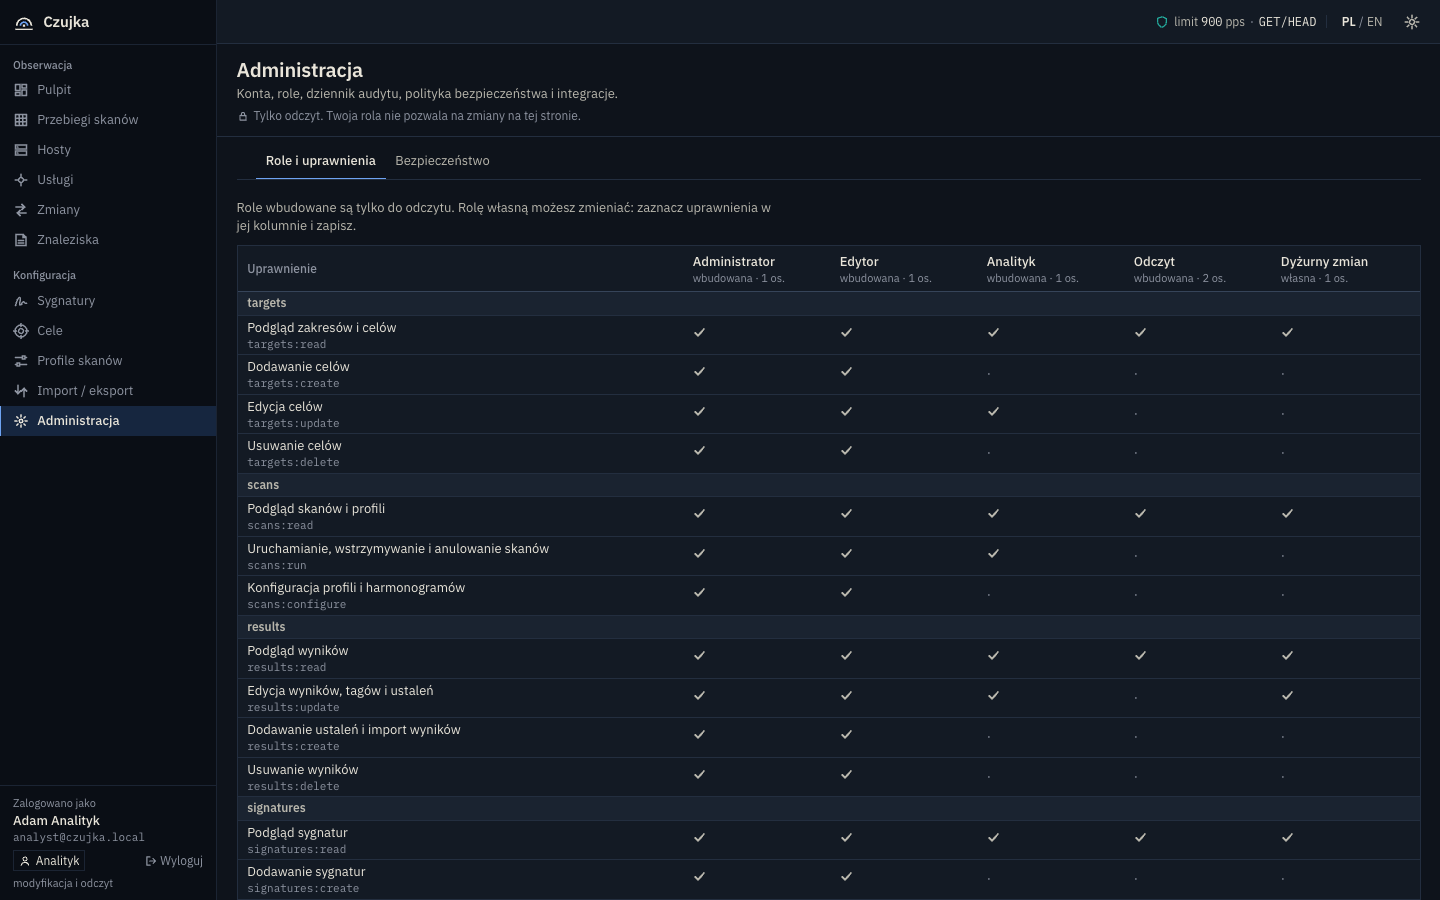 Czujka
limit 900 pps · GET/HEAD
PL / EN
Obserwacja
Pulpit
Przebiegi skanów
Hosty
Usługi
Zmiany
Znaleziska
Konfiguracja
Sygnatury
Cele
Profile skanów
Import / eksport
Administracja
Zalogowano jako
Adam Analityk
analyst@czujka.local
Analityk
Wyloguj
modyfikacja i odczyt
Administracja
Konta, role, dziennik audytu, polityka bezpieczeństwa i integracje.
Tylko odczyt. Twoja rola nie pozwala na zmiany na tej stronie.
Role i uprawnienia
Bezpieczeństwo
Role wbudowane są tylko do odczytu. Rolę własną możesz zmieniać: zaznacz uprawnienia w
jej kolumnie i zapisz.
Uprawnienie
Administrator
wbudowana · 1 os.
Edytor
wbudowana · 1 os.
Analityk
wbudowana · 1 os.
Odczyt
wbudowana · 2 os.
Dyżurny zmian
własna · 1 os.
targets
Podgląd zakresów i celów
targets:read
Dodawanie celów
targets:create
Edycja celów
targets:update
Usuwanie celów
targets:delete
scans
Podgląd skanów i profili
scans:read
Uruchamianie, wstrzymywanie i anulowanie skanów
scans:run
Konfiguracja profili i harmonogramów
scans:configure
results
Podgląd wyników
results:read
Edycja wyników, tagów i ustaleń
results:update
Dodawanie ustaleń i import wyników
results:create
Usuwanie wyników
results:delete
signatures
Podgląd sygnatur
signatures:read
Dodawanie sygnatur
signatures:create